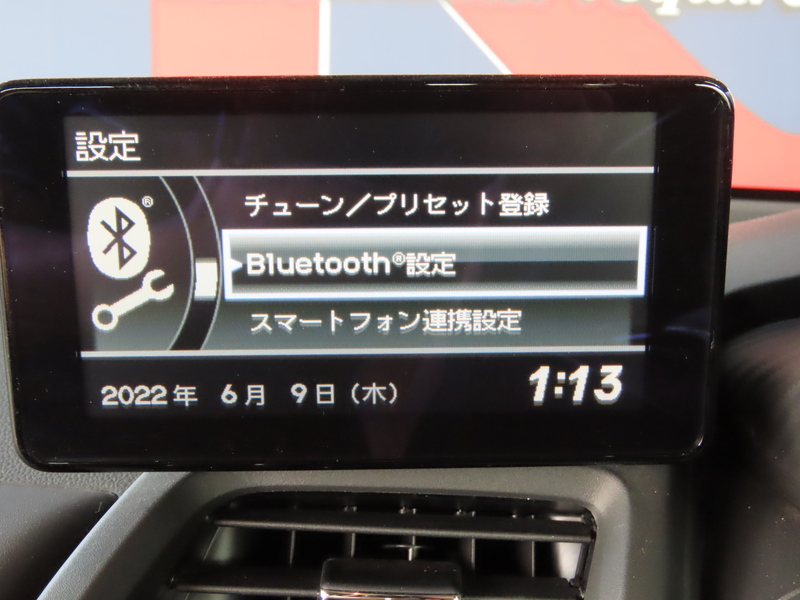 設定
チューン／プリセット登録
Bluetooth®設定
スマートフォン連携設定
2022年 6月 9日（木）
1:13